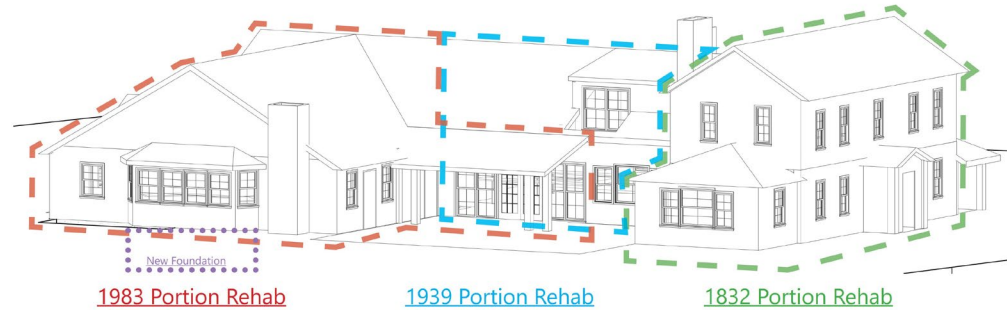 New Foundation
1983 Portion Rehab
1939 Portion Rehab
1832 Portion Rehab